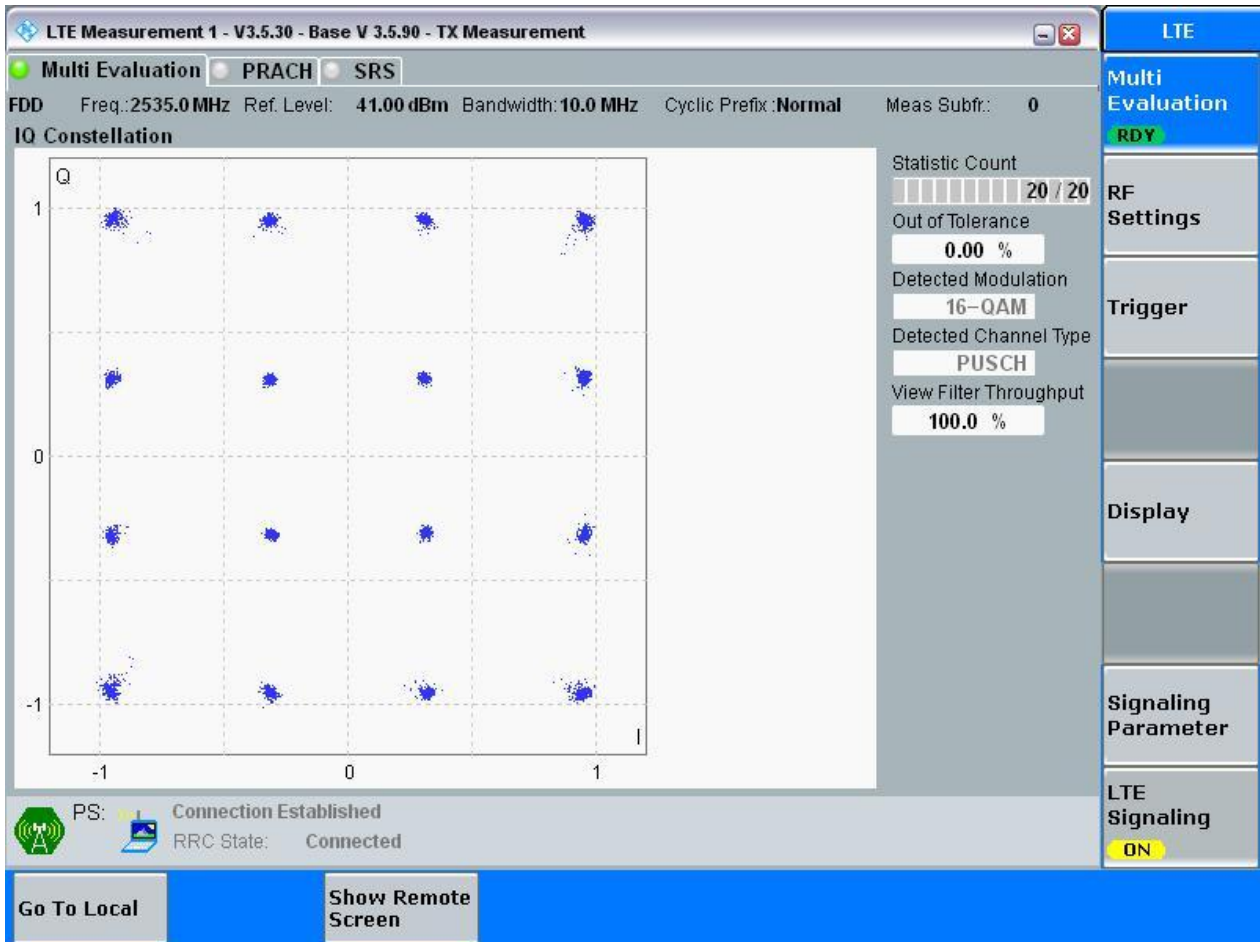 LTE Measurement 1 - V3.5.30 - Base V 3.5.90 - TX Measurement
LTE
Multi Evaluation PRACH SRS
FDD Freq.:2535.0 MHz Ref. Level: 41.00 dBm Bandwidth:10.0 MHz Cyclic Prefix :Normal Meas Subfr.: 0
IQ Constellation
Q
1
0
-1
-1 0 1
I
Statistic Count
20 / 20
Out of Tolerance
0.00 %
Detected Modulation
16-QAM
Detected Channel Type
PUSCH
View Filter Throughput
100.0 %
Multi
Evaluation
RDY
RF
Settings
Trigger
Display
Signaling
Parameter
LTE
Signaling
ON
PS: Connection Established
RRC State: Connected
Go To Local
Show Remote
Screen